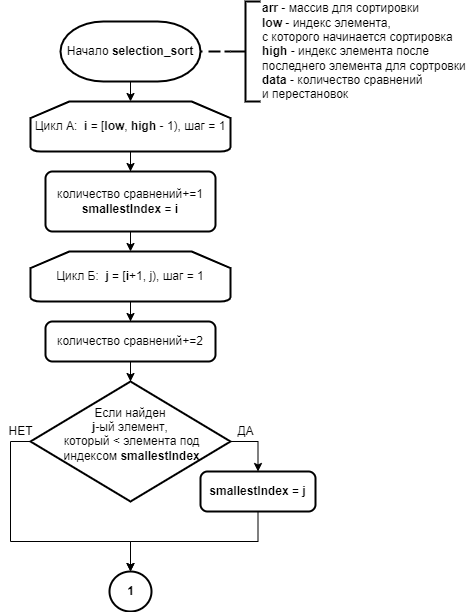 arr - массив для сортировки
low - индекс элемента,
с которого начинается сортировка
high - индекс элемента после
последнего элемента для сортровки
data - количество сравнений
и перестановок
Начало selection_sort
Цикл А: i = [low, high - 1), шаг = 1
количество сравнений+=1
smallestIndex = i
Цикл Б: j = [i+1, j), шаг = 1
количество сравнений+=2
Если найден
j-ый элемент,
который < элемента под
индексом smallestIndex
НЕТ
ДА
smallestIndex = j
1